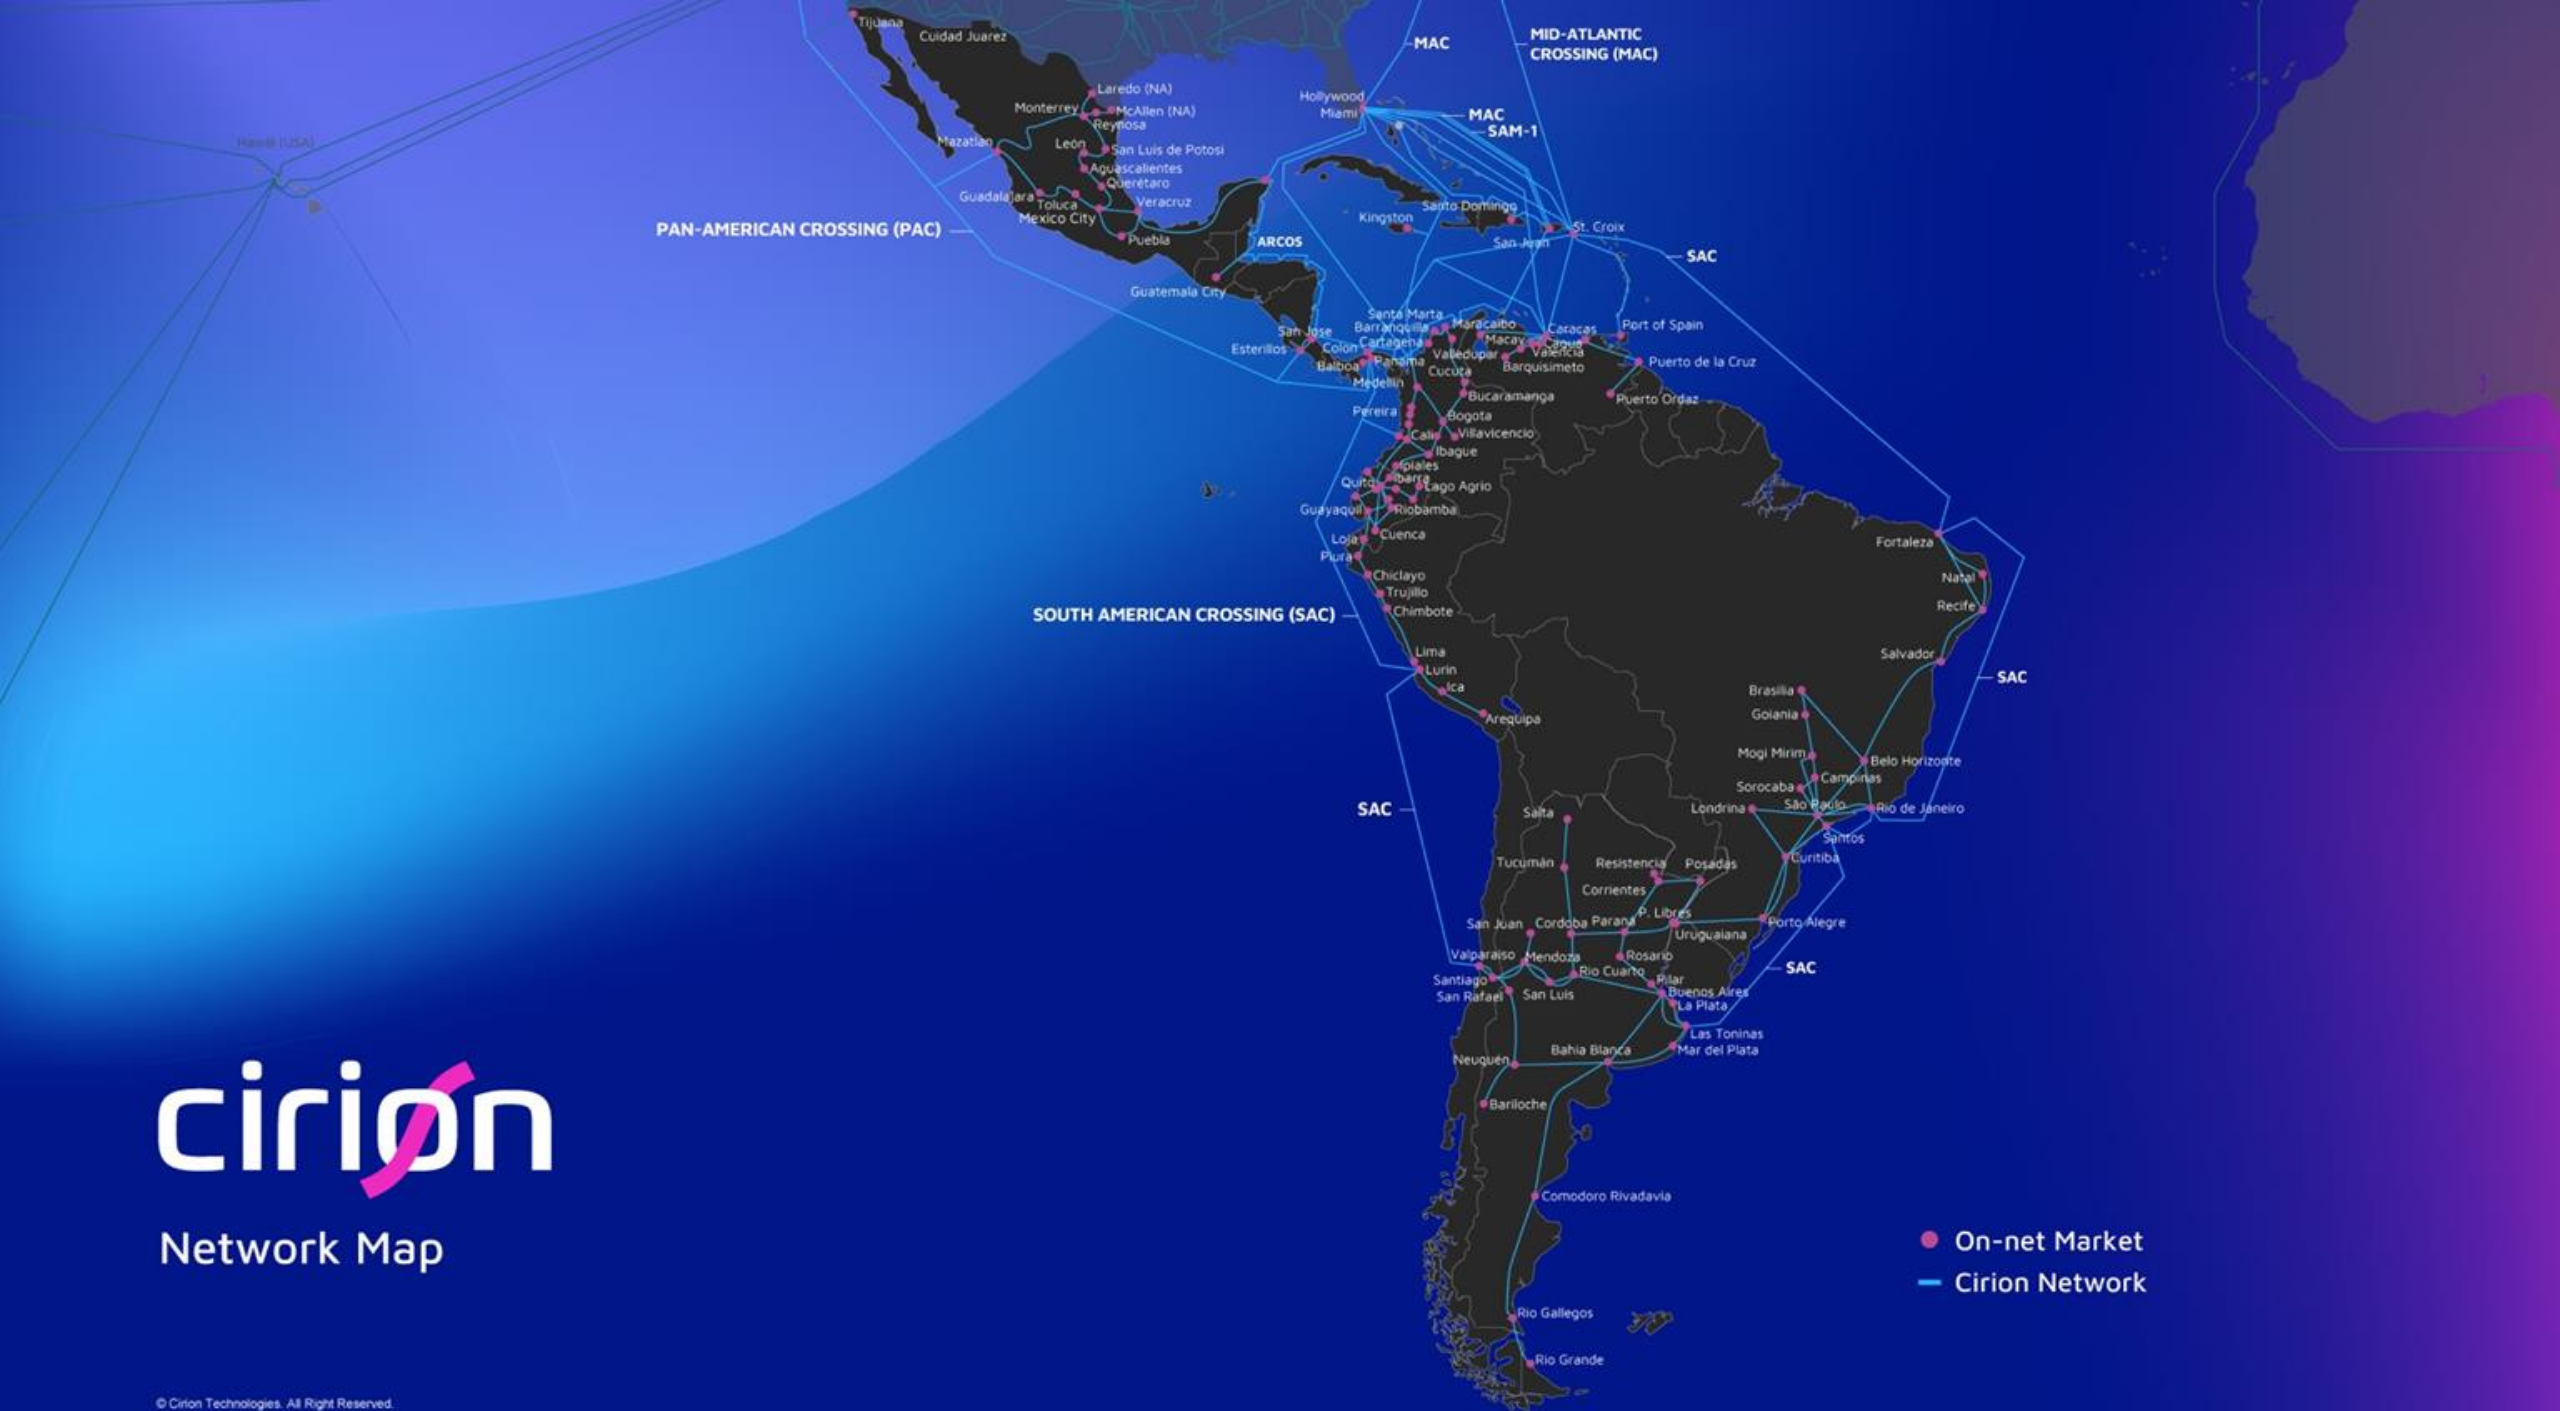 Tijuana
Cuidad Juarez
MAC
MID-ATLANTIC
CROSSING (MAC)
Laredo (NA)
Monterrey
McAllen (NA)
Reynosa
Hollywood
Miami
MAC
SAM-1
Hawaii (USA)
Mazatlan
León
San Luis de Potosi
Aguascalientes
Querétaro
Guadalajara
Toluca
Veracruz
Mexico City
Puebla
PAN-AMERICAN CROSSING (PAC)
Santo Domingo
Kingston
St. Croix
San Juan
ARCOS
SAC
Guatemala City
Santa Marta
San Jose
Barranquilla
Maracaibo
Caracas
Port of Spain
Esterillos
Colon
Cartagena
Macay
Cagua
Valencia
Balboa
Panama
Valledupar
Barquisimeto
Puerto de la Cruz
Cucuta
Medellin
Bucaramanga
Puerto Ordaz
Pereira
Bogota
Cali
Villavicencio
Ibague
Ipiales
Ibarra
Quito
Lago Agrio
Guayaquil
Riobamba
Cuenca
Loja
Piura
Chiclayo
Trujillo
Chimbote
SOUTH AMERICAN CROSSING (SAC)
Fortaleza
Natal
Recife
Salvador
SAC
Lima
Lurin
Ica
Arequipa
Brasilia
Goiania
Mogi Mirim
Belo Horizonte
Campinas
Sorocaba
São Paulo
Londrina
Rio de Janeiro
Santos
Curitiba
SAC
Salta
Tucumán
Resistencia
Posadas
Corrientes
P. Libres
San Juan
Cordoba
Parana
Porto Alegre
Uruguaiana
Valparaiso
Mendoza
Rosario
SAC
Rio Cuarto
Santiago
Pilar
San Rafael
San Luis
Buenos Aires
La Plata
Las Toninas
Mar del Plata
Bahia Blanca
Neuquén
Bariloche
Comodoro Rivadavia
Rio Gallegos
Rio Grande
cirion
Network Map
On-net Market
Cirion Network
© Cirion Technologies. All Right Reserved.